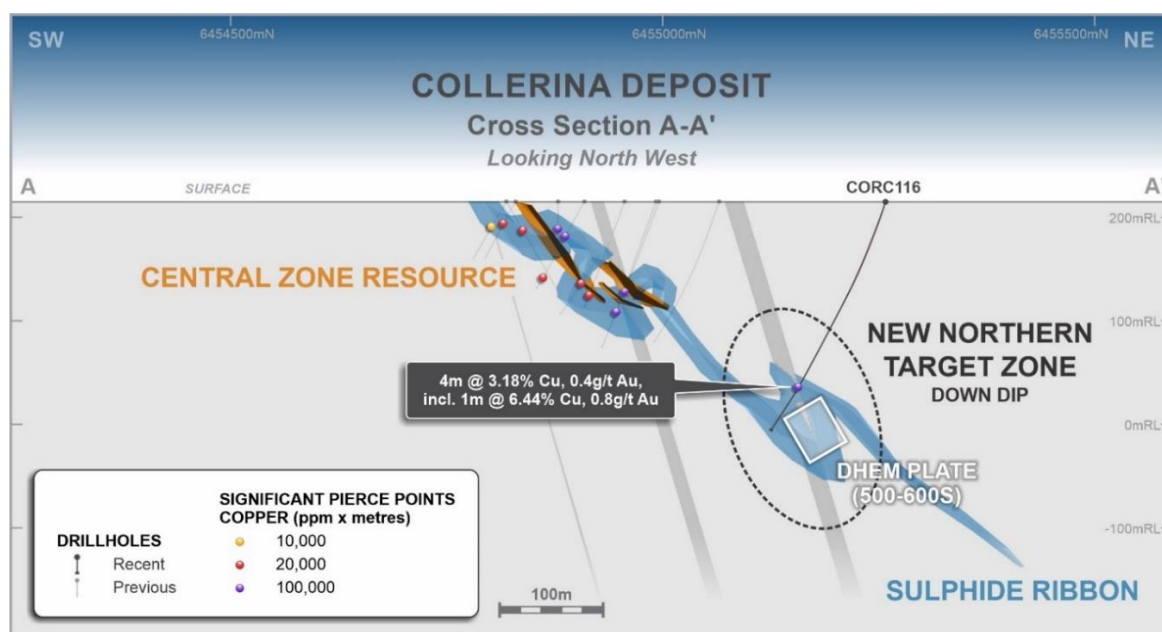 SW
6454500mN
6455000mN
6455500mN
NE
COLLERINA DEPOSIT
Cross Section A-A'
Looking North West
A
SURFACE
CORC116
A'
200mRL
CENTRAL ZONE RESOURCE
100mRL
NEW NORTHERN
TARGET ZONE
DOWN DIP
4m @ 3.18% Cu, 0.4g/t Au,
incl. 1m @ 6.44% Cu, 0.8g/t Au
0mRL
DHEM PLATE
(500-600S)
-100mRL
SULPHIDE RIBBON
SIGNIFICANT PIERCE POINTS
COPPER (ppm x metres)
DRILLHOLES
Recent
Previous
10,000
20,000
100,000
100m